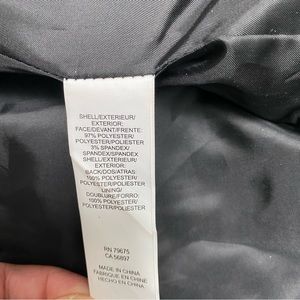 SHELL/EXTERIEUR/
EXTERIOR:
FACE/DEVANT/FRENTE:
97% POLYESTER/
POLYESTER/POLIESTER
3% SPANDEX/
SPANDEX/SPANDEX
SHELL/EXTERIEUR/
EXTERIOR:
BACK/DOS/ATRAS:
100% POLYESTER/
POLYESTER/POLIESTER
LINING/
DOUBLURE/FORRO:
100% POLYESTER/
POLYESTER/POLIESTER
RN 79675
CA 56897
MADE IN CHINA
FABRIQUE EN CHINE
HECHO EN CHINA